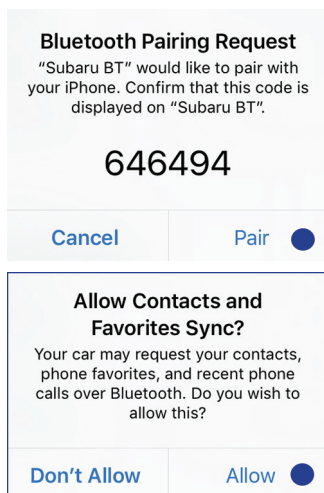 Bluetooth Pairing Request
“Subaru BT” would like to pair with
your iPhone. Confirm that this code is
displayed on “Subaru BT”.
646494
Cancel
Pair
Allow Contacts and
Favorites Sync?
Your car may request your contacts,
phone favorites, and recent phone
calls over Bluetooth. Do you wish to
allow this?
Don’t Allow
Allow